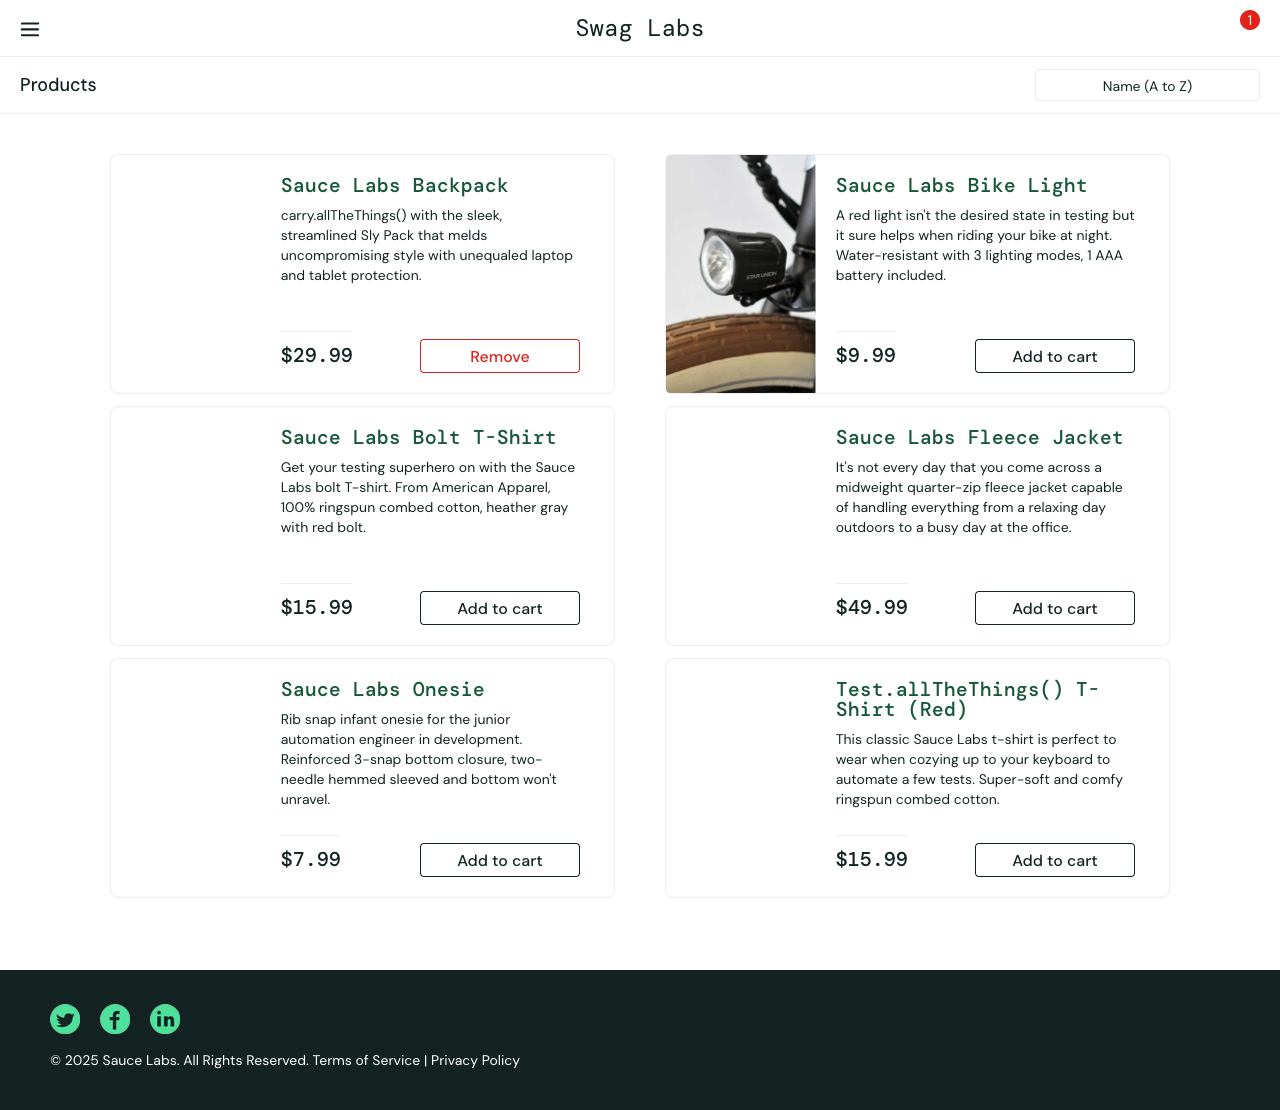 Swag Labs
1
Products
Name (A to Z)
Sauce Labs Backpack
carry.allTheThings() with the sleek,
streamlined Sly Pack that melds
uncompromising style with unequaled laptop
and tablet protection.
$29.99
Remove
STAR UNION
Sauce Labs Bike Light
A red light isn't the desired state in testing but
it sure helps when riding your bike at night.
Water-resistant with 3 lighting modes, 1 AAA
battery included.
$9.99
Add to cart
Sauce Labs Bolt T-Shirt
Get your testing superhero on with the Sauce
Labs bolt T-shirt. From American Apparel,
100% ringspun combed cotton, heather gray
with red bolt.
$15.99
Add to cart
Sauce Labs Fleece Jacket
It's not every day that you come across a
midweight quarter-zip fleece jacket capable
of handling everything from a relaxing day
outdoors to a busy day at the office.
$49.99
Add to cart
Sauce Labs Onesie
Rib snap infant onesie for the junior
automation engineer in development.
Reinforced 3-snap bottom closure, two-
needle hemmed sleeved and bottom won't
unravel.
$7.99
Add to cart
Test.allTheThings() T-
Shirt (Red)
This classic Sauce Labs t-shirt is perfect to
wear when cozying up to your keyboard to
automate a few tests. Super-soft and comfy
ringspun combed cotton.
$15.99
Add to cart
© 2025 Sauce Labs. All Rights Reserved. Terms of Service | Privacy Policy